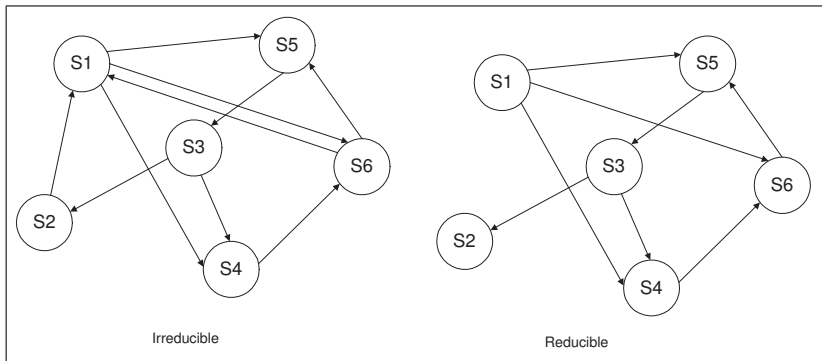 S1
S5
S3
S6
S2
S4
Irreducible
S1
S5
S3
S6
S2
S4
Reducible